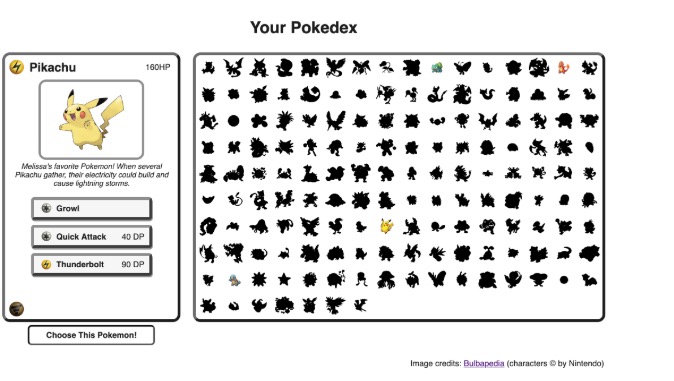 Your Pokedex
Pikachu 160HP
Melissa's favorite Pokemon! When several
Pikachu gather, their electricity could build and
cause lightning storms.
Growl
Quick Attack 40 DP
Thunderbolt 90 DP
Choose This Pokemon!
Image credits: Bulbapedia (characters © by Nintendo)